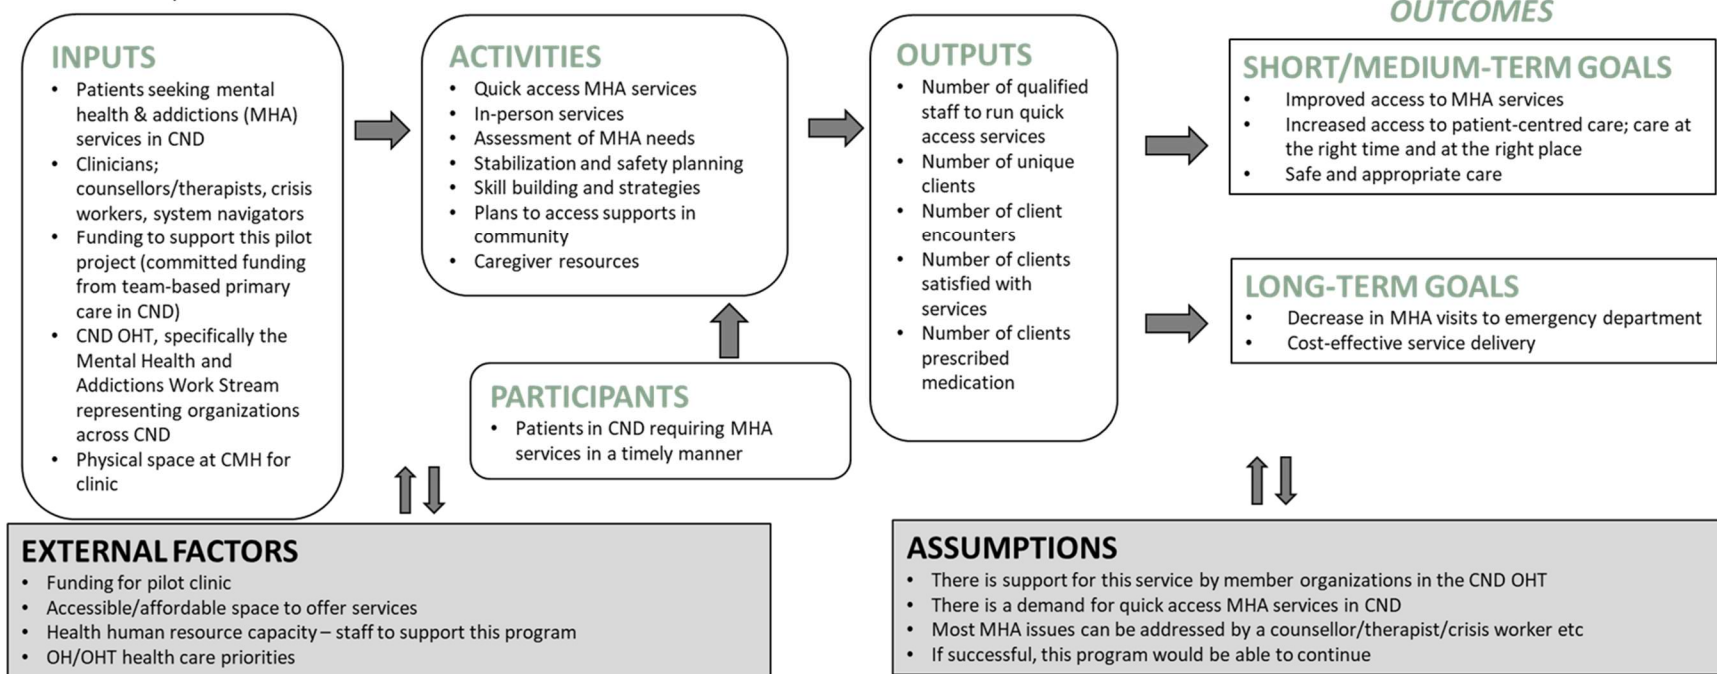 INPUTS
• Patients seeking mental
health & addictions (MHA)
services in CND
• Clinicians;
counsellors/therapists, crisis
workers, system navigators
• Funding to support this pilot
project (committed funding
from team-based primary
care in CND)
• CND OHT, specifically the
Mental Health and
Addictions Work Stream
representing organizations
across CND
• Physical space at CMH for
clinic
ACTIVITIES
• Quick access MHA services
• In-person services
• Assessment of MHA needs
• Stabilization and safety planning
• Skill building and strategies
• Plans to access supports in
community
• Caregiver resources
PARTICIPANTS
• Patients in CND requiring MHA
services in a timely manner
OUTPUTS
• Number of qualified
staff to run quick
access services
• Number of unique
clients
• Number of client
encounters
• Number of clients
satisfied with
services
• Number of clients
prescribed
medication
OUTCOMES
SHORT/MEDIUM-TERM GOALS
• Improved access to MHA services
• Increased access to patient-centred care; care at
the right time and at the right place
• Safe and appropriate care
LONG-TERM GOALS
• Decrease in MHA visits to emergency department
• Cost-effective service delivery
EXTERNAL FACTORS
• Funding for pilot clinic
• Accessible/affordable space to offer services
• Health human resource capacity – staff to support this program
• OH/OHT health care priorities
ASSUMPTIONS
• There is support for this service by member organizations in the CND OHT
• There is a demand for quick access MHA services in CND
• Most MHA issues can be addressed by a counsellor/therapist/crisis worker etc
• If successful, this program would be able to continue